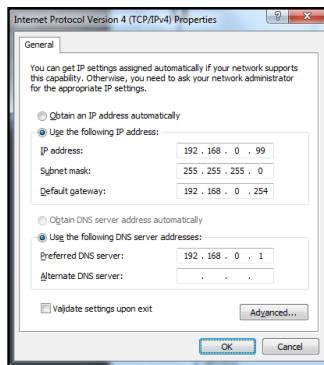 Internet Protocol Version 4 (TCP/IPv4) Properties
General
You can get IP settings assigned automatically if your network supports
this capability. Otherwise, you need to ask your network administrator
for the appropriate IP settings.
Obtain an IP address automatically
Use the following IP address:
IP address: 192 . 168 . 0 . 99
Subnet mask: 255 . 255 . 255 . 0
Default gateway: 192 . 168 . 0 . 254
Obtain DNS server address automatically
Use the following DNS server addresses:
Preferred DNS server: 192 . 168 . 0 . 1
Alternate DNS server: . . .
Validate settings upon exit
Advanced...
OK Cancel